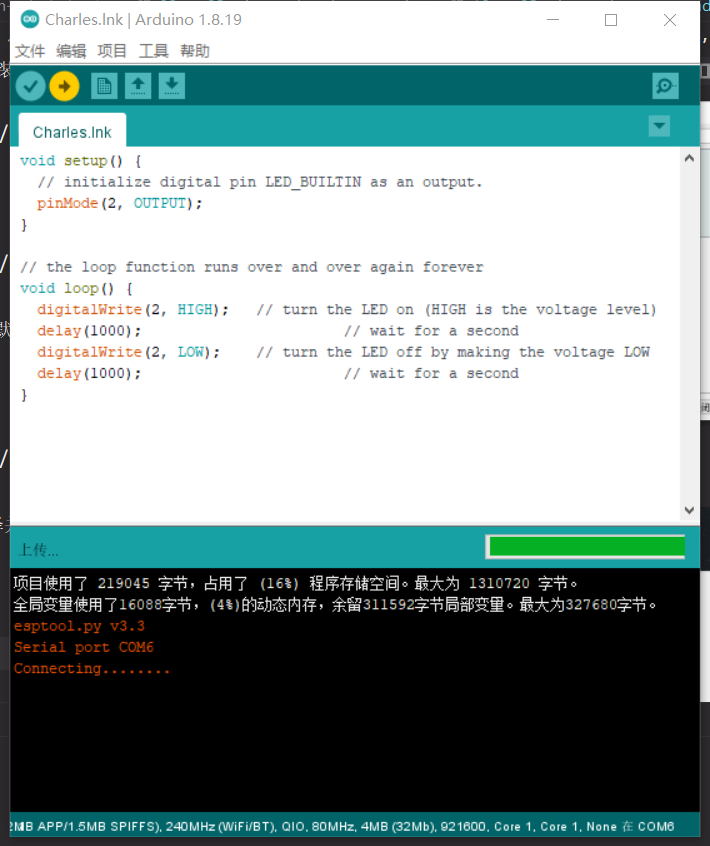 Charles.lnk | Arduino 1.8.19
文件 编辑 项目 工具 帮助
Charles.lnk
void setup() {
  // initialize digital pin LED_BUILTIN as an output.
  pinMode(2, OUTPUT);
}
// the loop function runs over and over again forever
void loop() {
  digitalWrite(2, HIGH);   // turn the LED on (HIGH is the voltage level)
  delay(1000);                       // wait for a second
  digitalWrite(2, LOW);    // turn the LED off by making the voltage LOW
  delay(1000);                       // wait for a second
}
上传...
项目使用了 219045 字节，占用了 (16%) 程序存储空间。最大为 1310720 字节。
全局变量使用了16088字节，(4%)的动态内存，余留311592字节局部变量。最大为327680字节。
esptool.py v3.3
Serial port COM6
Connecting........
2MB APP/1.5MB SPIFFS), 240MHz (WiFi/BT), QIO, 80MHz, 4MB (32Mb), 921600, Core 1, Core 1, None 在 COM6